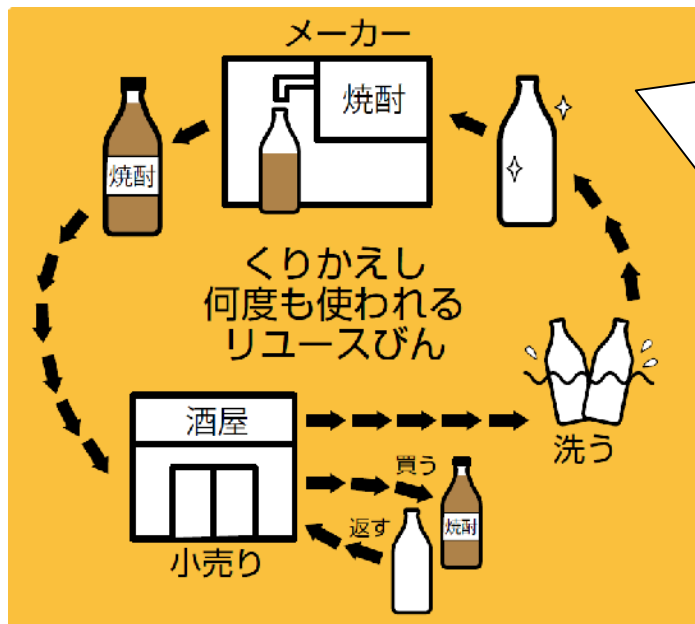 メーカー
焼酎
焼酎
くりかえし
何度も使われる
リユースびん
洗う
酒屋
買う
返す
焼酎
小売り